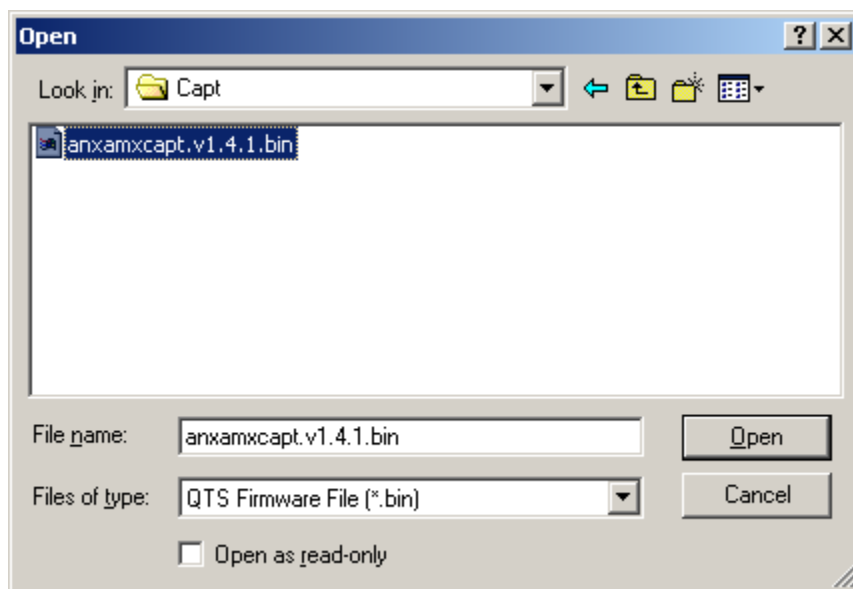 Open
Look in: Capt
anxamxcapt.v1.4.1.bin
File name: anxamxcapt.v1.4.1.bin Open
Files of type: QTS Firmware File (*.bin) Cancel
Open as read-only